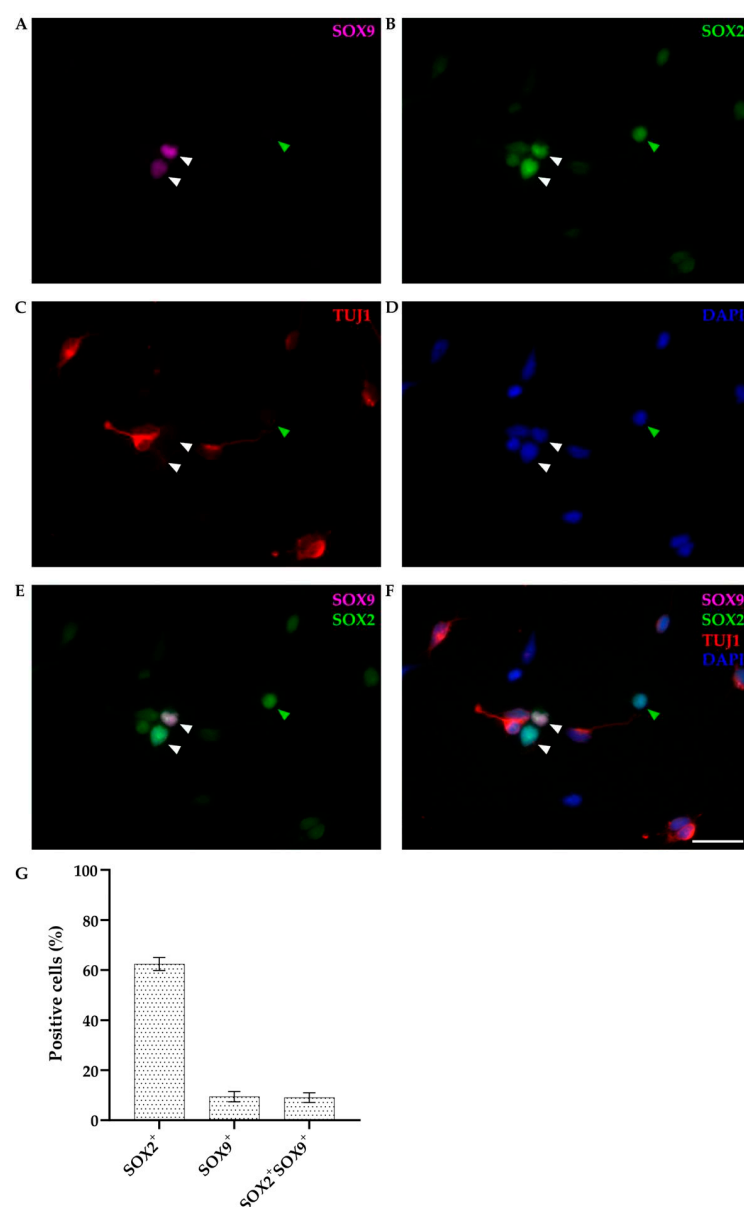 A
SOX9
B
SOX2
C
TUJ1
D
DAPI
E
SOX9
SOX2
F
SOX9
SOX2
TUJ1
DAPI
G
Positive cells (%)
100
80
60
40
20
0
SOX2⁺
SOX9⁺
SOX2⁺SOX9⁺